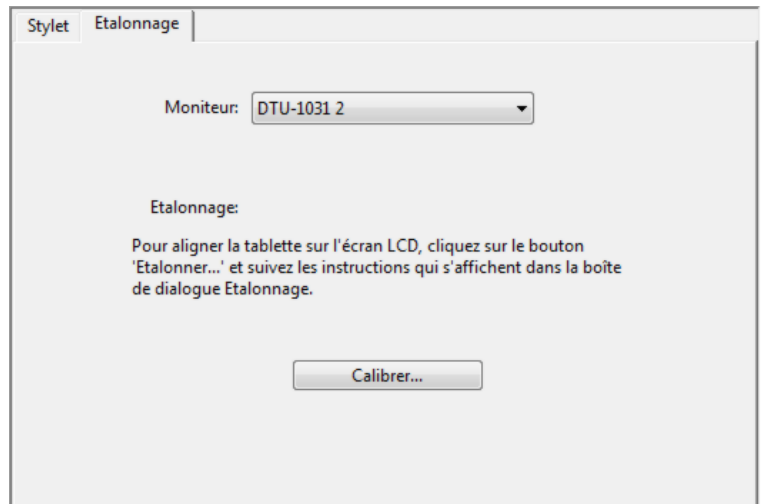 Stylet Etalonnage
Moniteur: DTU-1031 2
Etalonnage:
Pour aligner la tablette sur l'écran LCD, cliquez sur le bouton
'Etalonner...' et suivez les instructions qui s'affichent dans la boîte
de dialogue Etalonnage.
Calibrer...